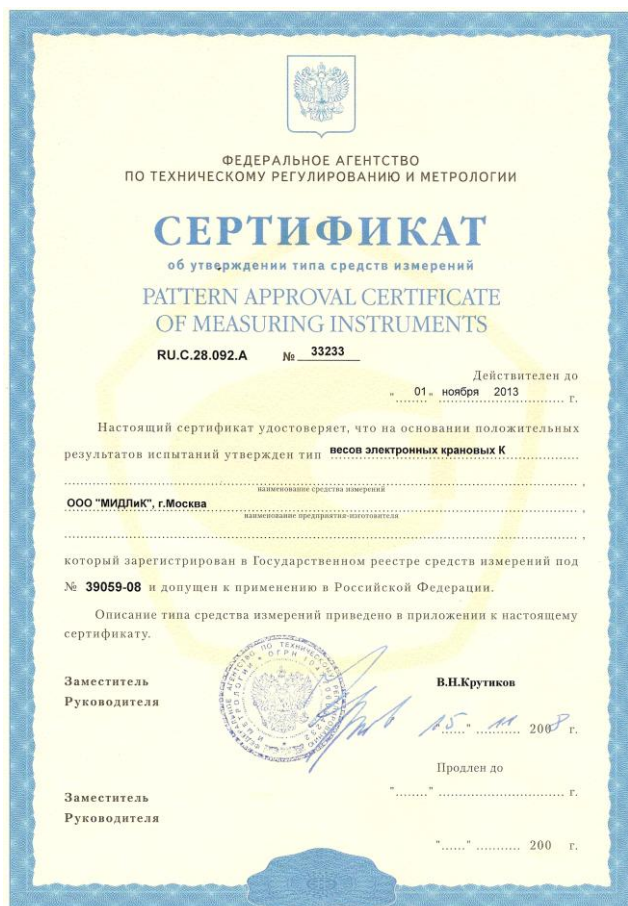 ФЕДЕРАЛЬНОЕ АГЕНТСТВО
ПО ТЕХНИЧЕСКОМУ РЕГУЛИРОВАНИЮ И МЕТРОЛОГИИ
СЕРТИФИКАТ
об утверждении типа средств измерений
PATTERN APPROVAL CERTIFICATE
OF MEASURING INSTRUMENTS
RU.C.28.092.A № 33233
Действителен до
" 01 " ноября 2013 г.
Настоящий сертификат удостоверяет, что на основании положительных
результатов испытаний утвержден тип весов электронных крановых К
наименование средства измерений
ООО "МИДЛиК", г.Москва
наименование предприятия-изготовителя
который зарегистрирован в Государственном реестре средств измерений под
№ 39059-08 и допущен к применению в Российской Федерации.
Описание типа средства измерений приведено в приложении к настоящему
сертификату.
Заместитель
Руководителя
В.Н.Крутиков
"15" 11 2008 г.
Продлен до
"........" ............................ г.
Заместитель
Руководителя
"......" ........... 200 г.